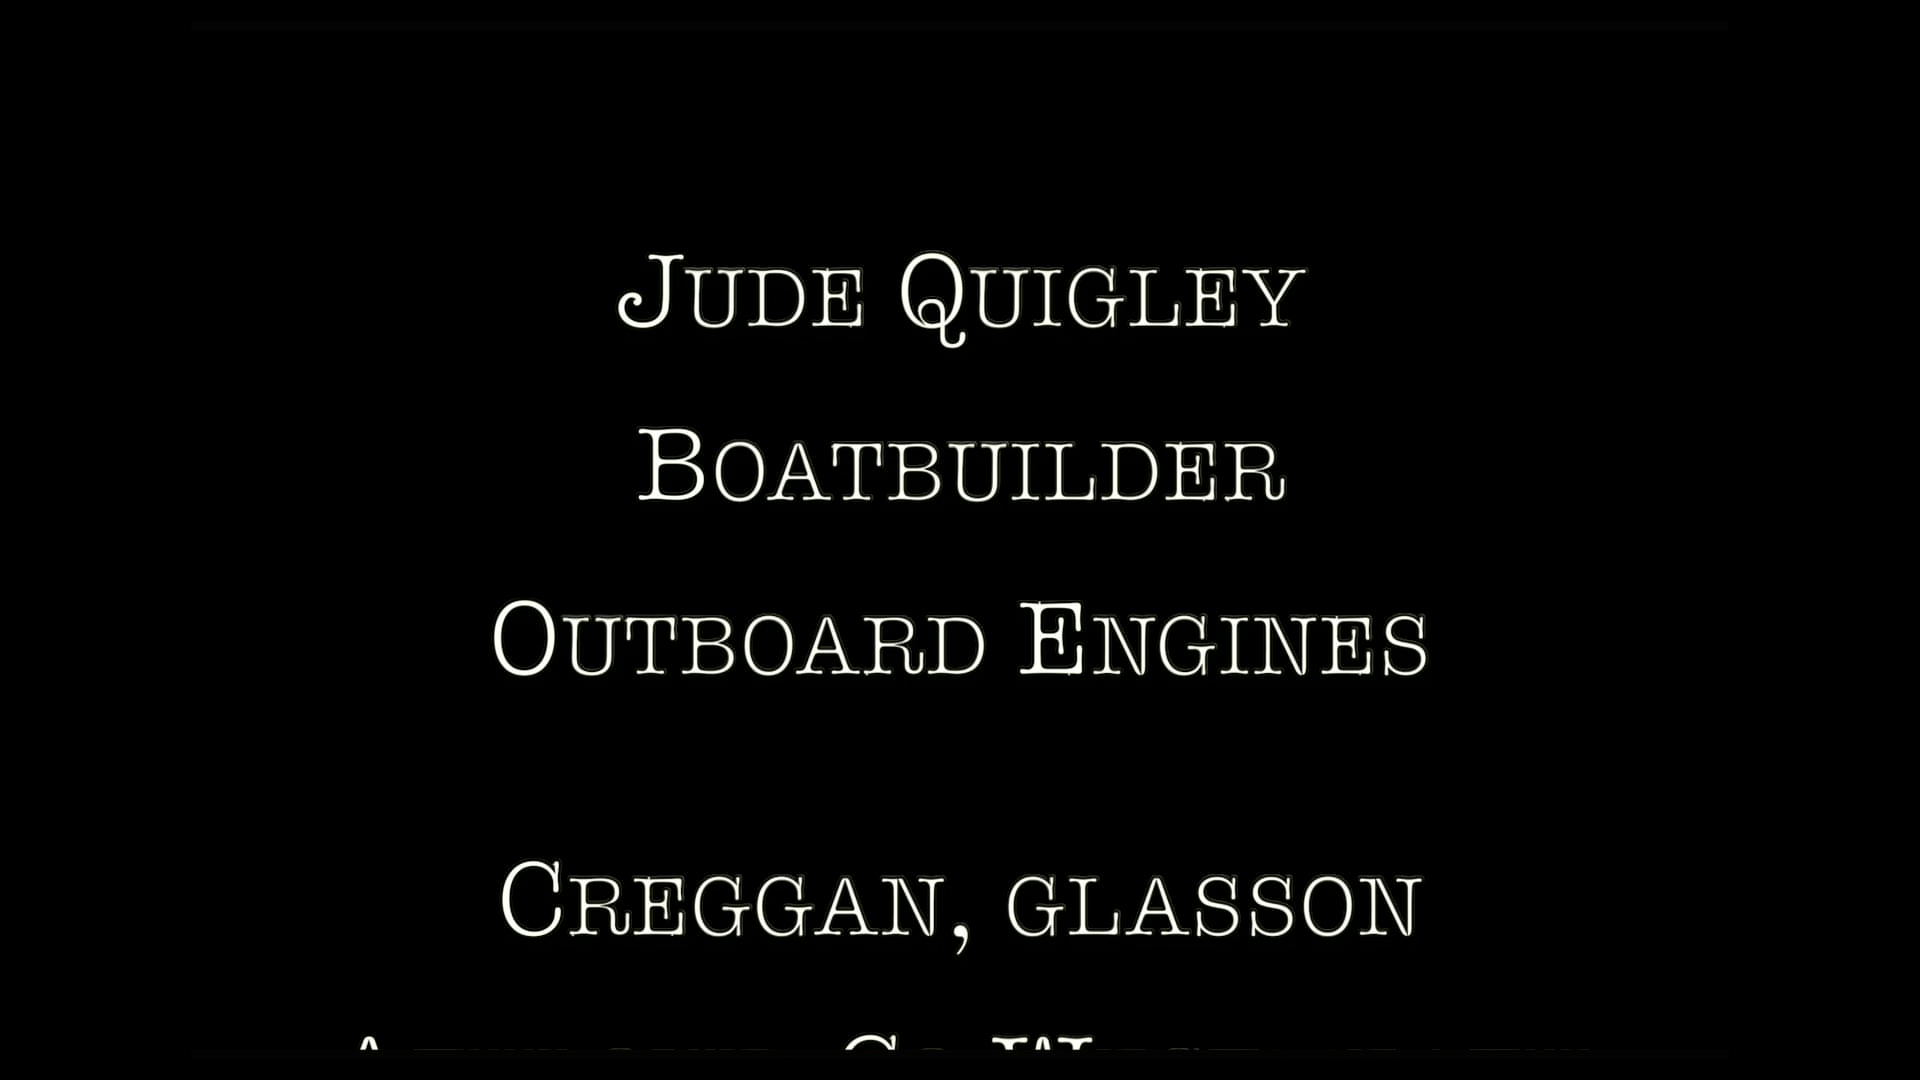 Jude Quigley
Boatbuilder
Outboard Engines
Creggan, glasson